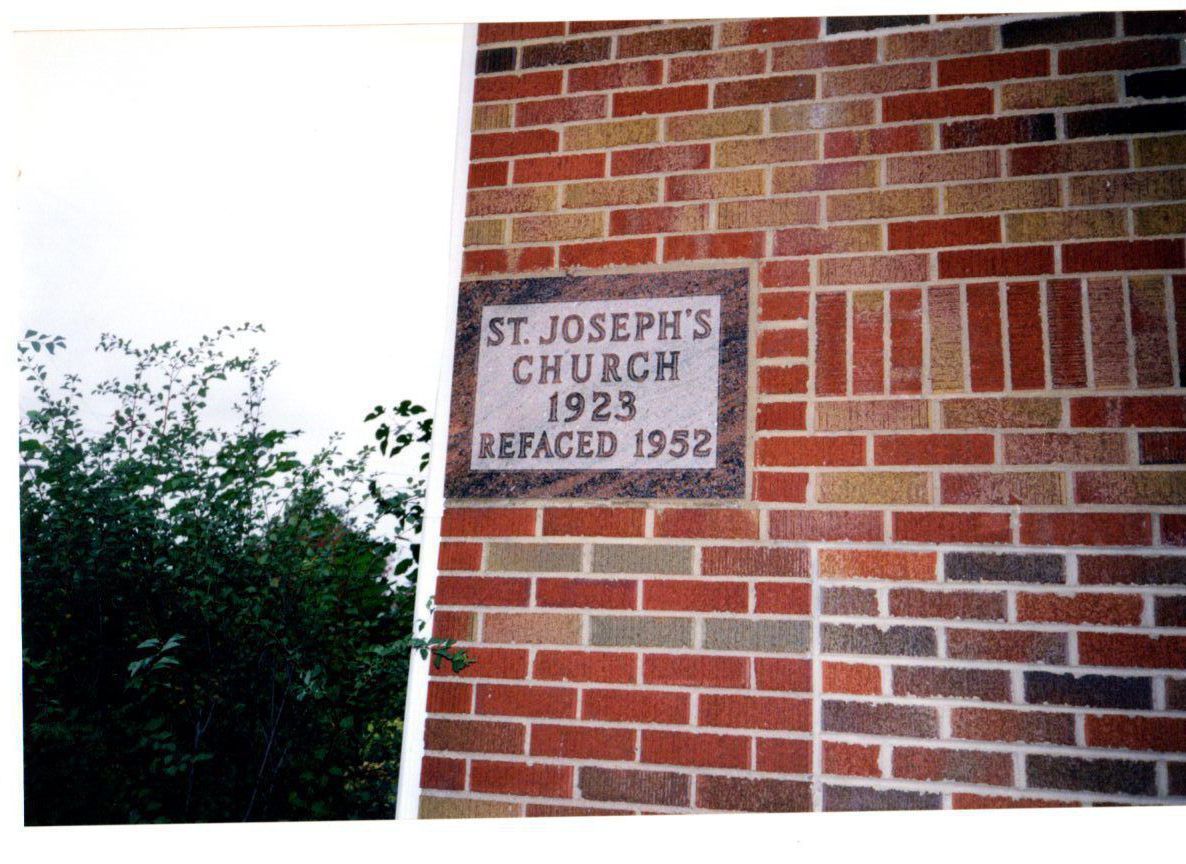 ST. JOSEPH'S
CHURCH
1923
REFACED 1952